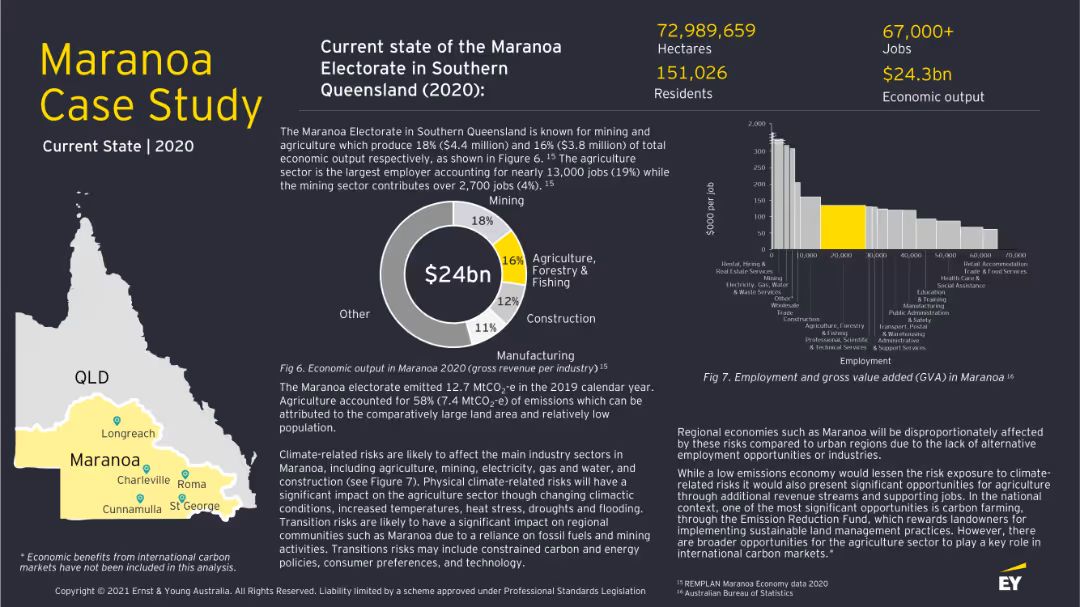 Maranoa
Case Study
Current State | 2020
Current state of the Maranoa
Electorate in Southern
Queensland (2020):
72,989,659
Hectares
151,026
Residents
67,000+
Jobs
$24.3bn
Economic output
The Maranoa Electorate in Southern Queensland is known for mining and
agriculture which produce 18% ($4.4 million) and 16% ($3.8 million) of total
economic output respectively, as shown in Figure 6. 15 The agriculture
sector is the largest employer accounting for nearly 13,000 jobs (19%) while
the mining sector contributes over 2,700 jobs (4%). 15
Mining
18%
16%
Agriculture,
Forestry &
Fishing
$24bn
12%
Construction
Other
11%
Manufacturing
Fig 6. Economic output in Maranoa 2020 (gross revenue per industry) 15
The Maranoa electorate emitted 12.7 MtCO2-e in the 2019 calendar year.
Agriculture accounted for 58% (7.4 MtCO2-e) of emissions which can be
attributed to the comparatively large land area and relatively low
population.
Climate-related risks are likely to affect the main industry sectors in
Maranoa, including agriculture, mining, electricity, gas and water, and
construction (see Figure 7). Physical climate-related risks will have a
significant impact on the agriculture sector though changing climactic
conditions, increased temperatures, heat stress, droughts and flooding.
Transition risks are likely to have a significant impact on regional
communities such as Maranoa due to a reliance on fossil fuels and mining
activities. Transitions risks may include constrained carbon and energy
policies, consumer preferences, and technology.
$000 per job
2,000
350
300
250
200
150
100
50
0
0
10,000
20,000
30,000
40,000
50,000
60,000
70,000
Rental, Hiring &
Real Estate Services
Mining
Electricity, Gas, Water
& Waste Services
Other*
Wholesale
Trade
Construction
Agriculture, Forestry
& Fishing
Professional, Scientific
& Technical Services
Retail Accommodation
Trade & Food Services
Health Care &
Social Assistance
Education
& Training
Manufacturing
Public Administration
& Safety
Transport, Postal
& Warehousing
Administrative
& Support Services
Employment
Fig 7. Employment and gross value added (GVA) in Maranoa 16
Regional economies such as Maranoa will be disproportionately affected
by these risks compared to urban regions due to the lack of alternative
employment opportunities or industries.
While a low emissions economy would lessen the risk exposure to climate-
related risks it would also present significant opportunities for agriculture
through additional revenue streams and supporting jobs. In the national
context, one of the most significant opportunities is carbon farming,
through the Emission Reduction Fund, which rewards landowners for
implementing sustainable land management practices. However, there
are broader opportunities for the agriculture sector to play a key role in
international carbon markets.*
QLD
Longreach
Maranoa
Charleville
Roma
Cunnamulla
St George
* Economic benefits from international carbon
markets have not been included in this analysis.
15 REMPLAN Maranoa Economy data 2020
16 Australian Bureau of Statistics
EY
Copyright © 2021 Ernst & Young Australia. All Rights Reserved. Liability limited by a scheme approved under Professional Standards Legislation